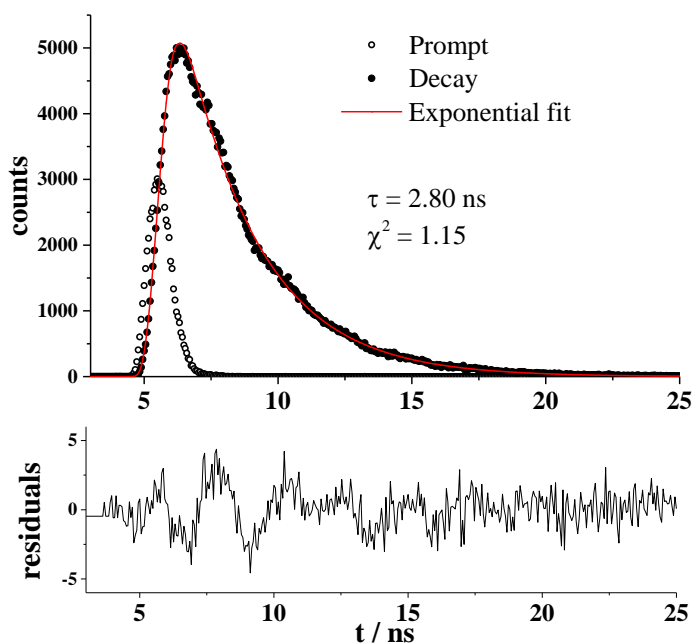 Prompt
Decay
Exponential fit
τ = 2.80 ns
χ² = 1.15
counts
5000
4000
3000
2000
1000
0
5 10 15 20 25
residuals
5
0
-5
5 10 15 20 25
t / ns